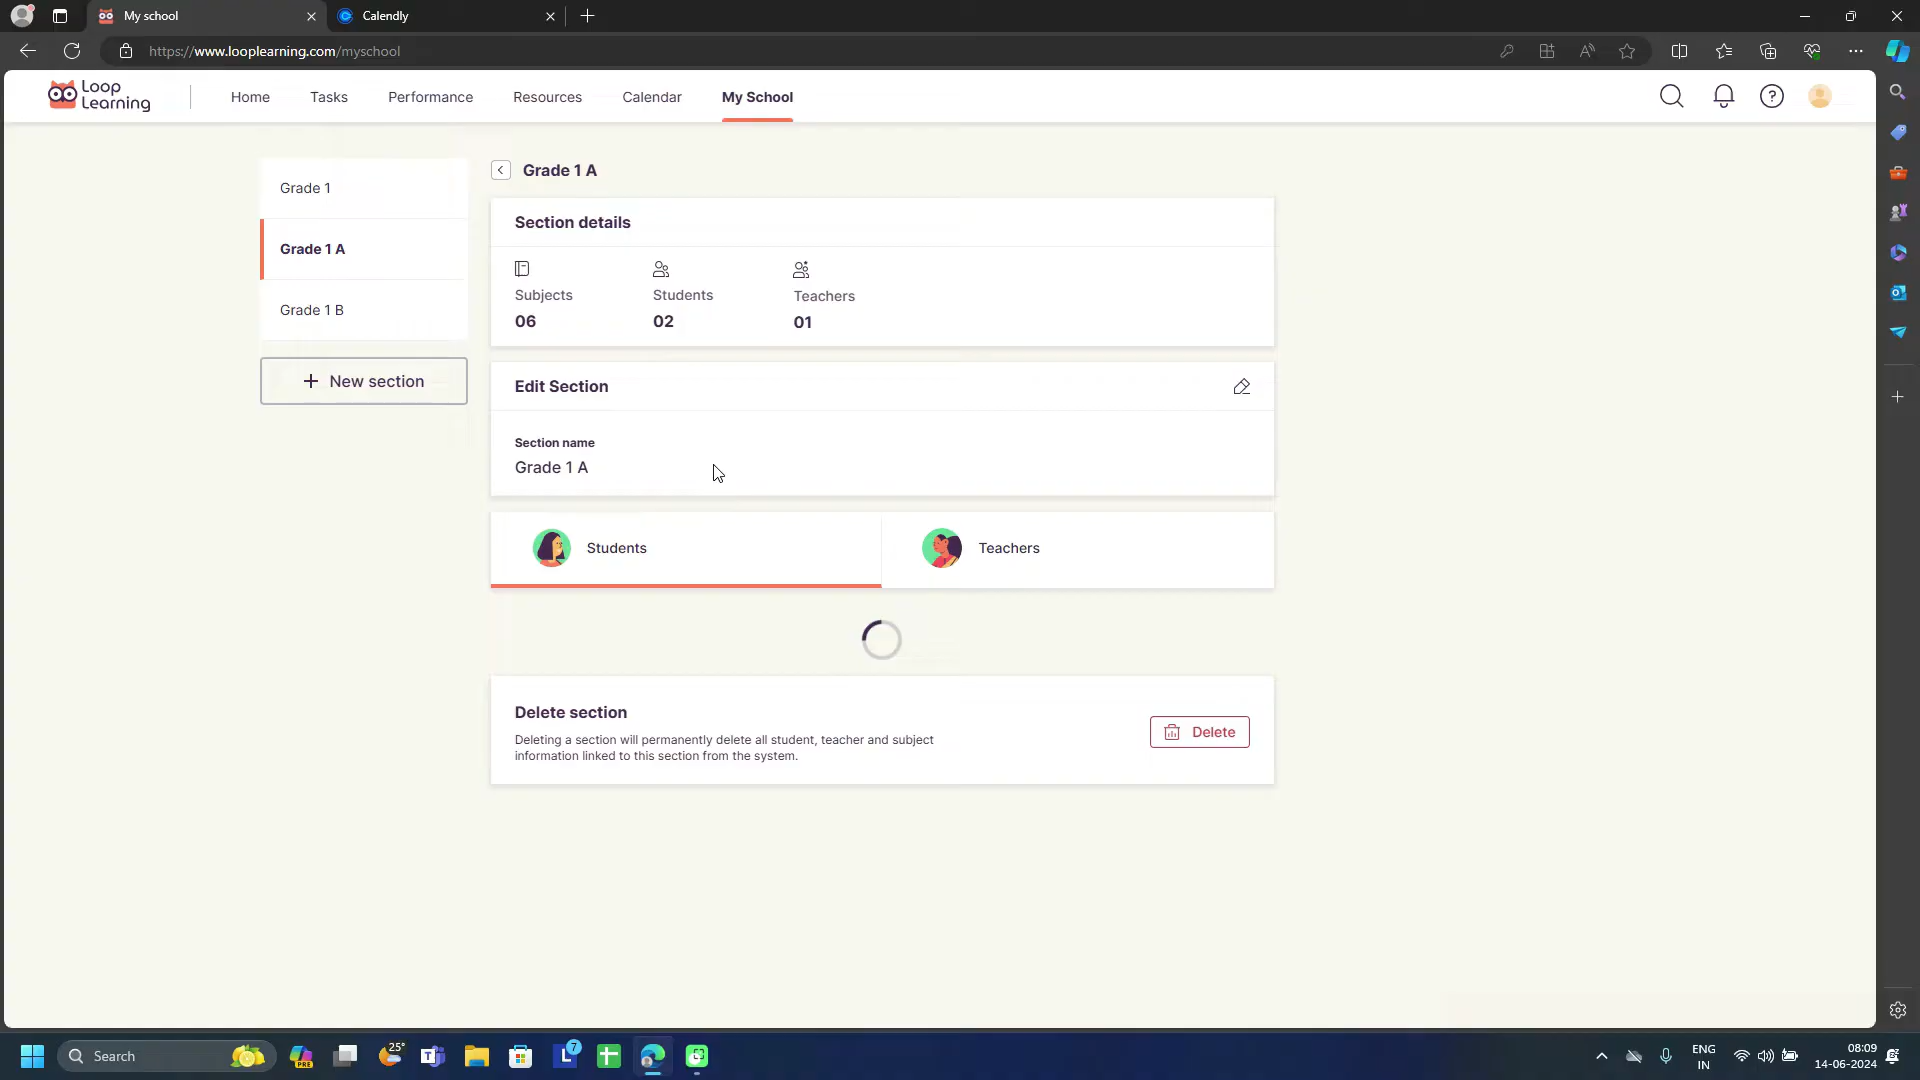 My school
Calendly
https://www.looplearning.com/myschool
Loop
Learning
Home
Tasks
Performance
Resources
Calendar
My School
Grade 1
Grade 1 A
Grade 1 B
New section
Grade 1 A
Section details
Subjects
Students
Teachers
06
02
01
Edit Section
Section name
Grade 1 A
Students
Teachers
Delete section
Deleting a section will permanently delete all student, teacher and subject
information linked to this section from the system.
Delete
Search
PRE
25°
7
ENG
IN
08:09
14-06-2024